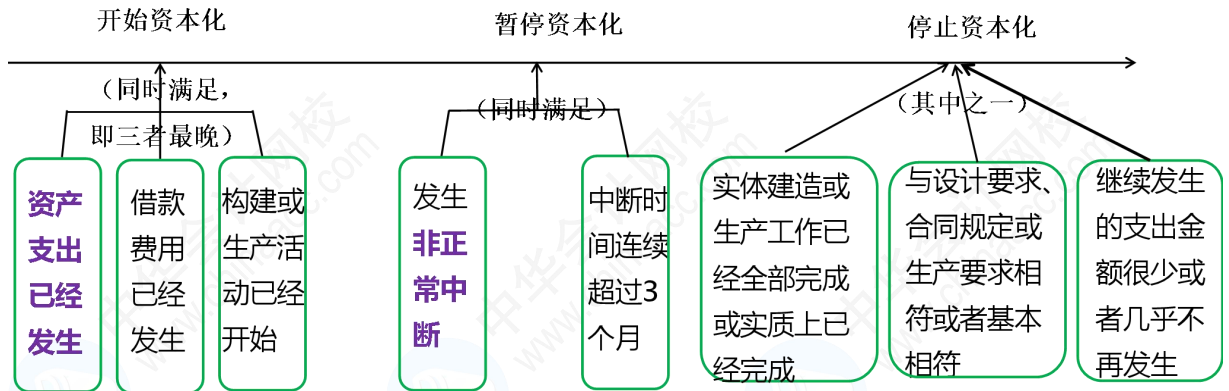 开始资本化
暂停资本化
停止资本化
（同时满足，
即三者最晚）
（同时满足）
（其中之一）
资产
支出
已经
发生
借款
费用
已经
发生
构建或
生产活
动已经
开始
发生
非正
常中
断
中断时
间连续
超过3
个月
实体建造或
生产工作已
经全部完成
或实质上已
经完成
与设计要求、
合同规定或
生产要求相
符或者基本
相符
继续发生
的支出金
额很少或
者几乎不
再发生